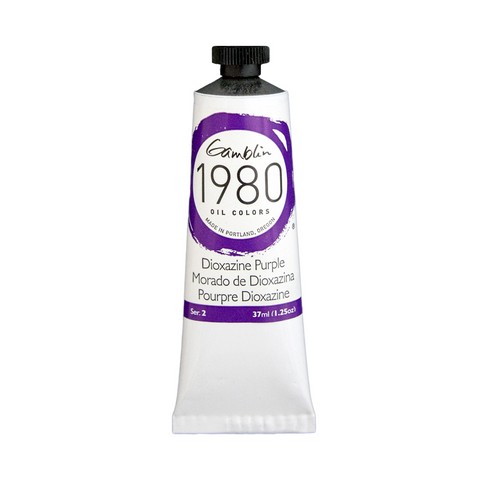 Gamblin
1980
OIL COLORS
MADE IN PORTLAND, OREGON
Dioxazine Purple
Morado de Dioxazina
Pourpre Dioxazine
Ser. 2 37ml (1.25oz)